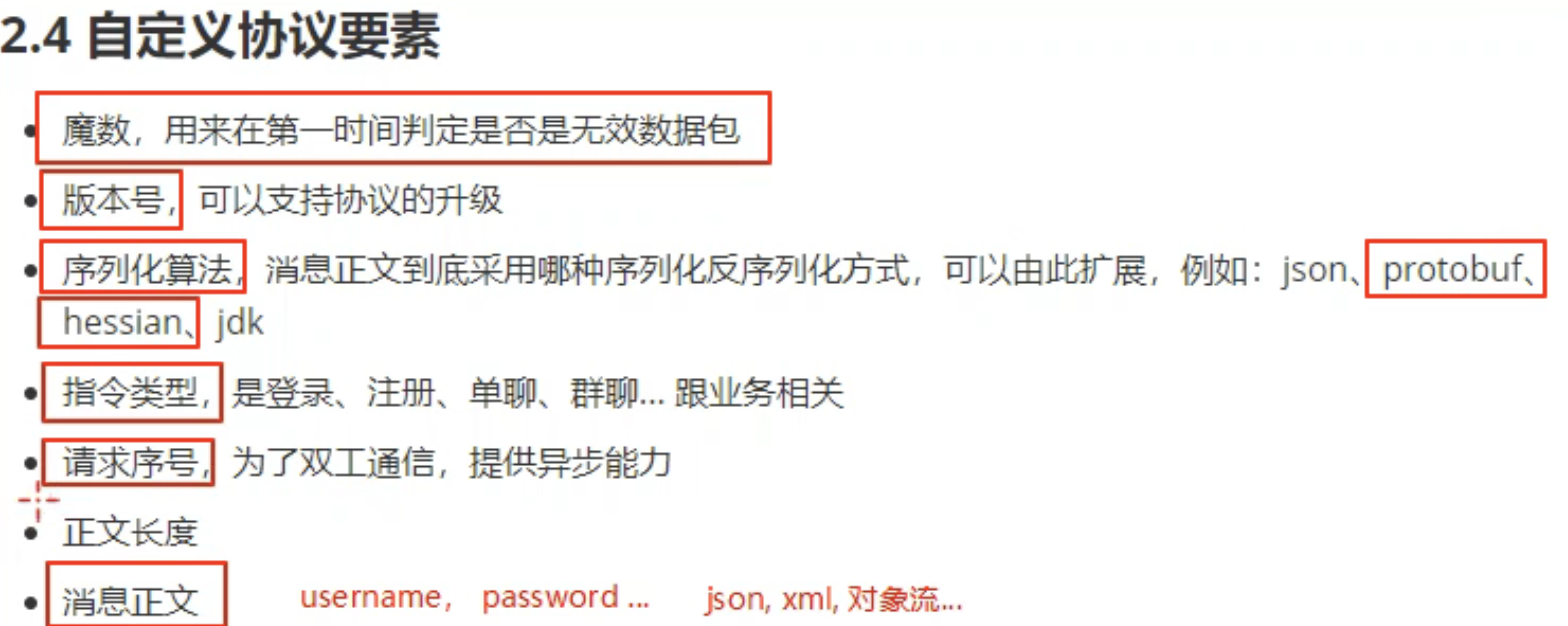 2.4 自定义协议要素
魔数，用来在第一时间判定是否是无效数据包
版本号，可以支持协议的升级
序列化算法，消息正文到底采用哪种序列化反序列化方式，可以由此扩展，例如：json、protobuf、
hessian、jdk
指令类型，是登录、注册、单聊、群聊... 跟业务相关
请求序号，为了双工通信，提供异步能力
正文长度
消息正文 username， password ... json, xml, 对象流...